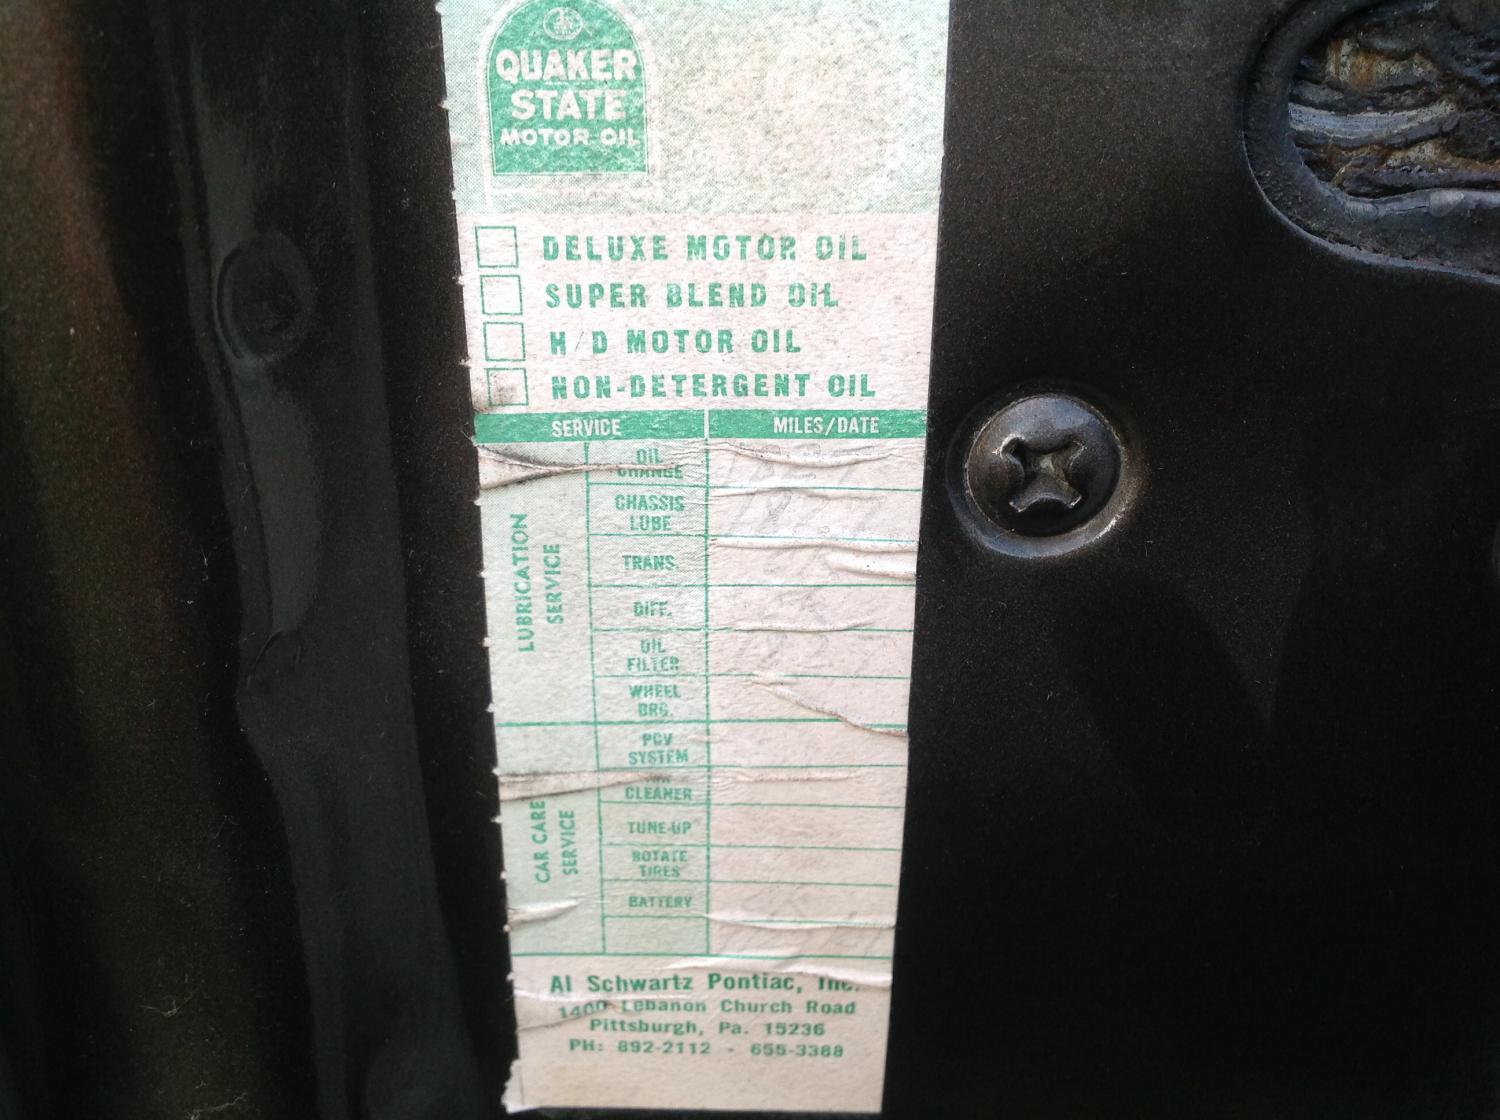 QUAKER
STATE
MOTOR OIL
DELUXE MOTOR OIL
SUPER BLEND OIL
H/D MOTOR OIL
NON-DETERGENT OIL
SERVICE MILES/DATE
LUBRICATION
SERVICE
OIL
CHANGE
CHASSIS
LUBE
TRANS.
DIFF.
OIL
FILTER
WHEEL
BRG.
CAR CARE
SERVICE
PCV
SYSTEM
CLEANER
TUNE-UP
ROTATE
TIRES
BATTERY
Al Schwartz Pontiac, Inc.
1400 Lebanon Church Road
Pittsburgh, Pa. 15236
PH: 892-2112 - 655-3388